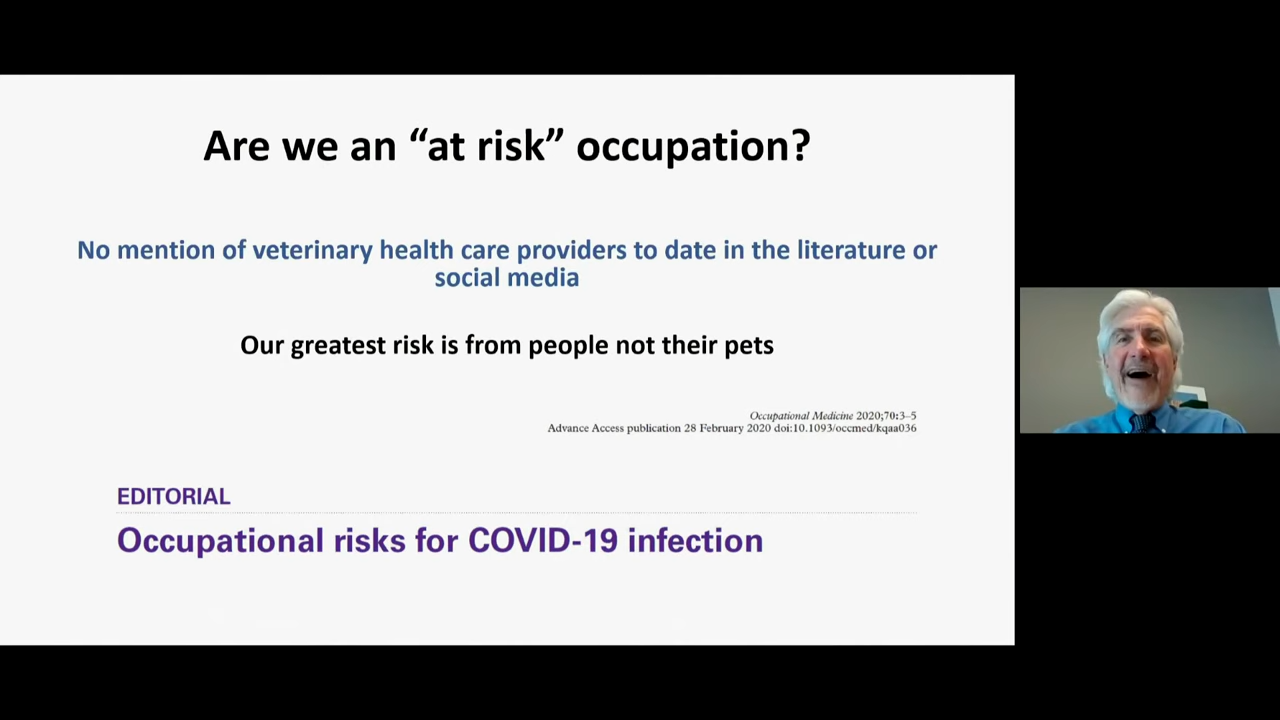 Are we an “at risk” occupation?
No mention of veterinary health care providers to date in the literature or
social media
Our greatest risk is from people not their pets
Occupational Medicine 2020;70:3–5
Advance Access publication 28 February 2020 doi:10.1093/occmed/kqaa036
EDITORIAL
Occupational risks for COVID-19 infection